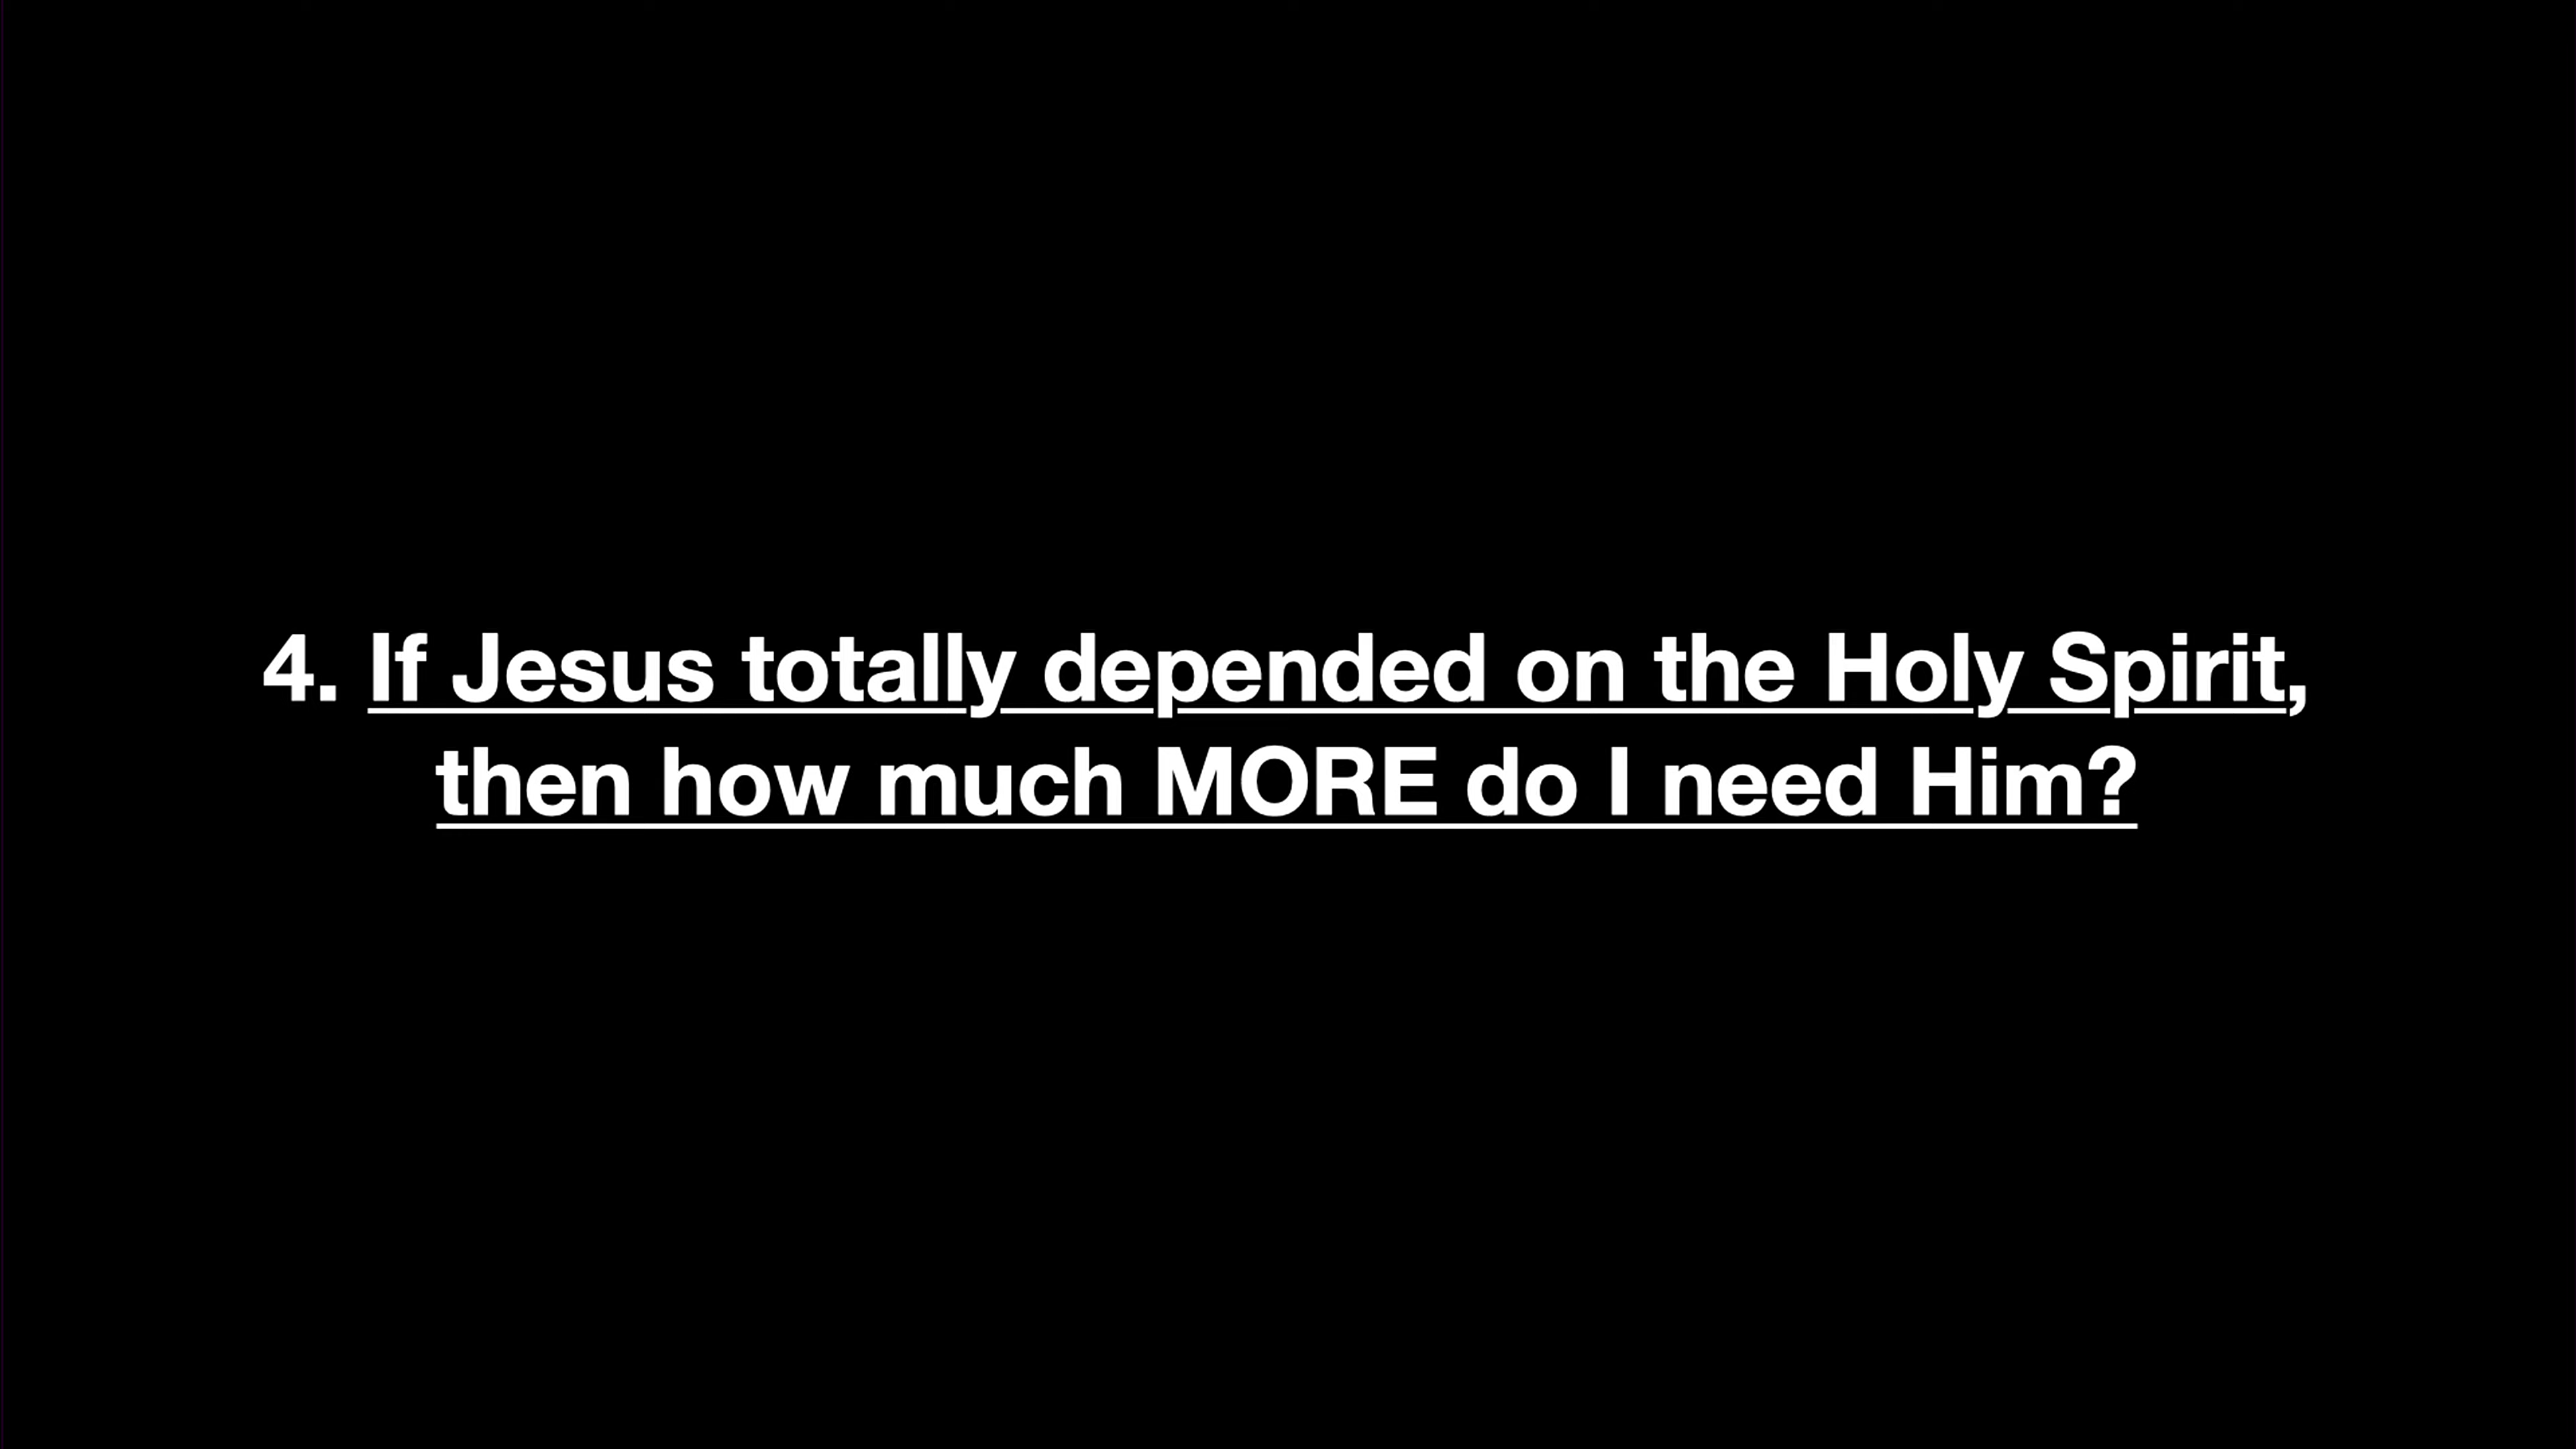 4. If Jesus totally depended on the Holy Spirit,
then how much MORE do I need Him?